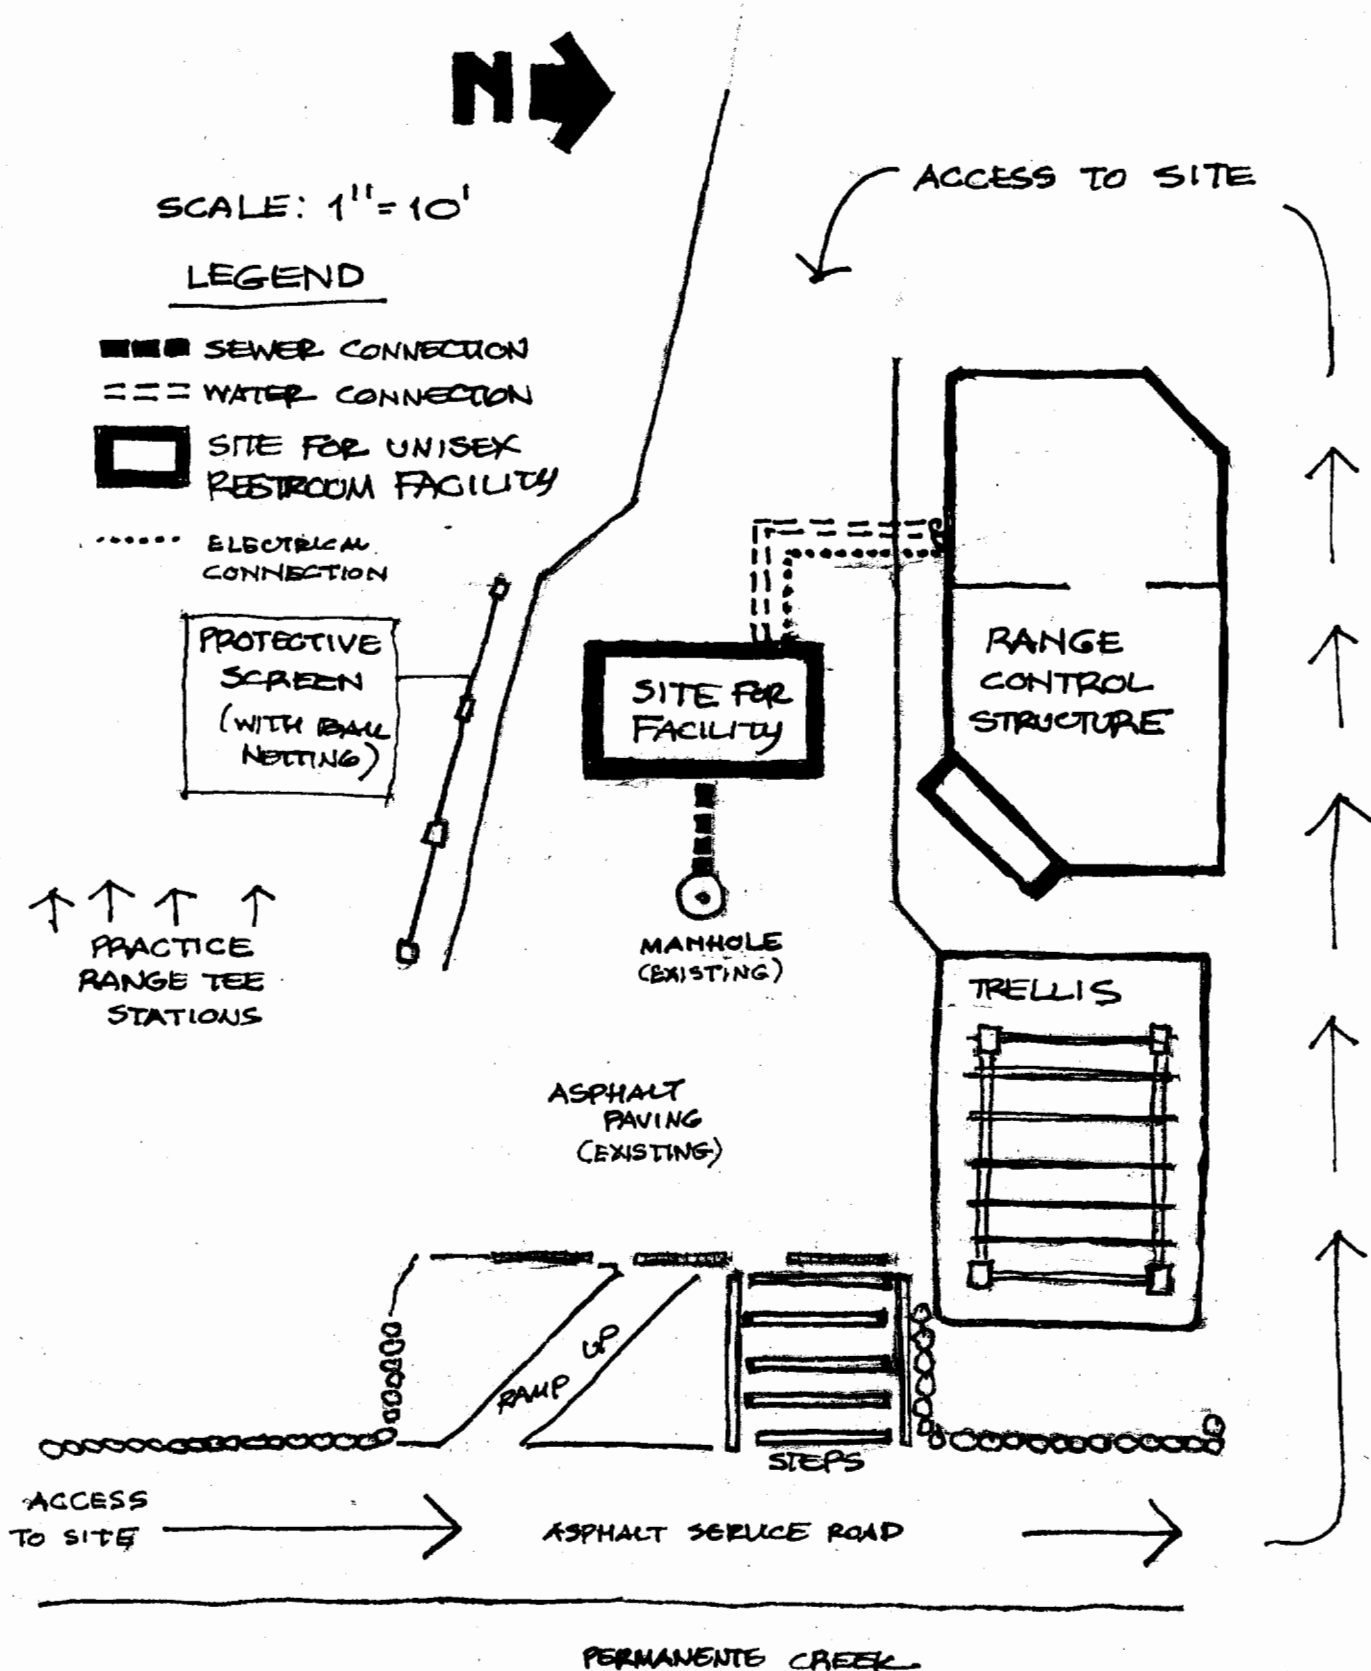 N
SCALE: 1"=10'
ACCESS TO SITE
LEGEND
SEWER CONNECTION
WATER CONNECTION
SITE FOR UNISEX
RESTROOM FACILITY
ELECTRICAL
CONNECTION
PROTECTIVE
SCREEN
(WITH BALL
NETTING)
SITE FOR
FACILITY
RANGE
CONTROL
STRUCTURE
PRACTICE
RANGE TEE
STATIONS
MANHOLE
(EXISTING)
TRELLIS
ASPHALT
PAVING
(EXISTING)
RAMP UP
STEPS
ACCESS
TO SITE
ASPHALT SERVICE ROAD
PERMANENTE CREEK